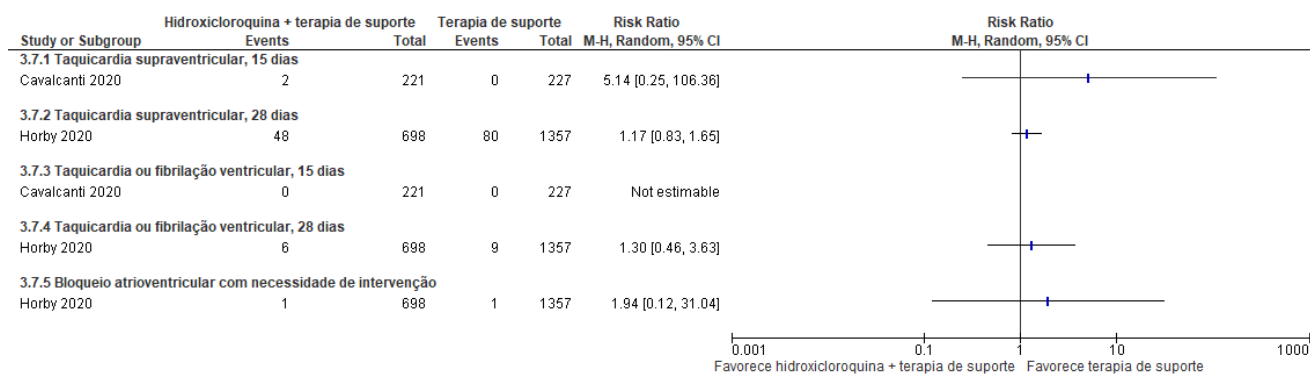 Hidroxicloroquina + terapia de suporte Terapia de suporte Risk Ratio Risk Ratio
Study or Subgroup Events Total Events Total M-H, Random, 95% CI M-H, Random, 95% CI
3.7.1 Taquicardia supraventricular, 15 dias
Cavalcanti 2020 2 221 0 227 5.14 [0.25, 106.36]
3.7.2 Taquicardia supraventricular, 28 dias
Horby 2020 48 698 80 1357 1.17 [0.83, 1.65]
3.7.3 Taquicardia ou fibrilação ventricular, 15 dias
Cavalcanti 2020 0 221 0 227 Not estimable
3.7.4 Taquicardia ou fibrilação ventricular, 28 dias
Horby 2020 6 698 9 1357 1.30 [0.46, 3.63]
3.7.5 Bloqueio atrioventricular com necessidade de intervenção
Horby 2020 1 698 1 1357 1.94 [0.12, 31.04]
0.001 0.1 1 10 1000
Favorece hidroxicloroquina + terapia de suporte Favorece terapia de suporte